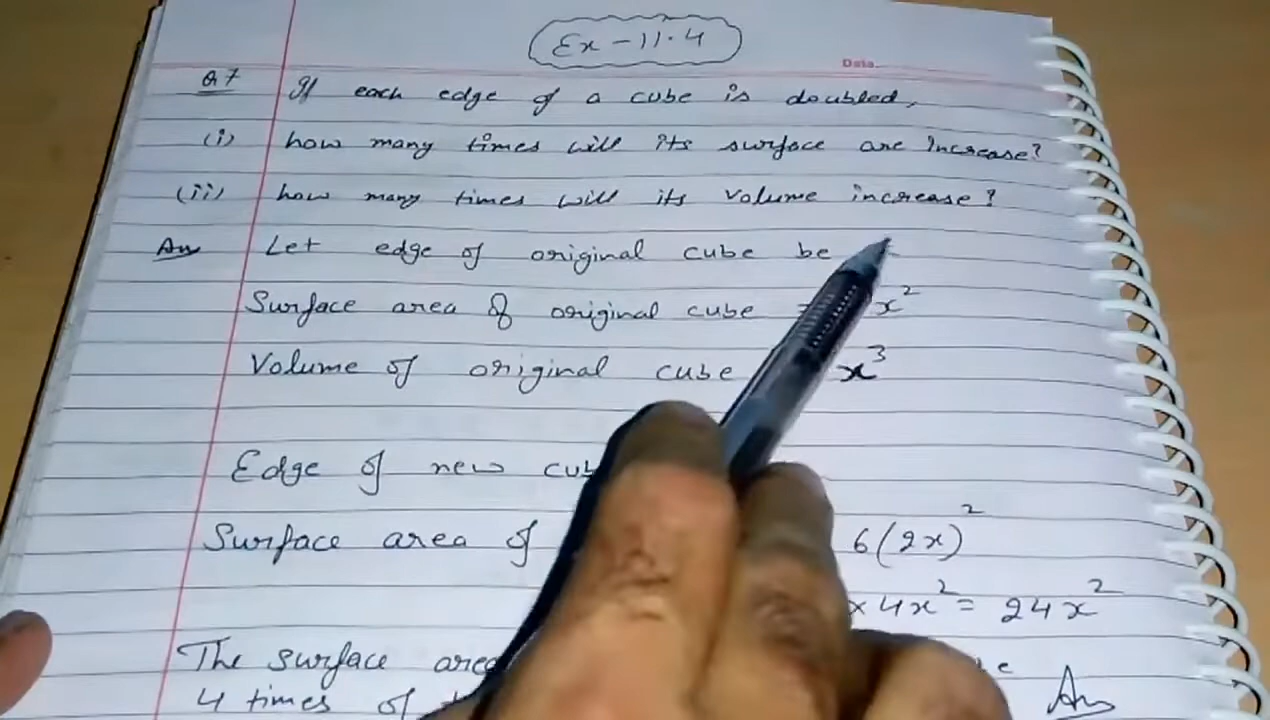 Ex-11.4
Date
Q7 If each edge of a cube is doubled,
(i) how many times will its surface are increase?
(ii) how many times will its volume increase?
Ans Let edge of original cube be
Surface area of original cube = x²
Volume of original cube x³
Edge of new cub
Surface area of 6(2x)²
x 4x² = 24x²
The surface area
4 times of Ans